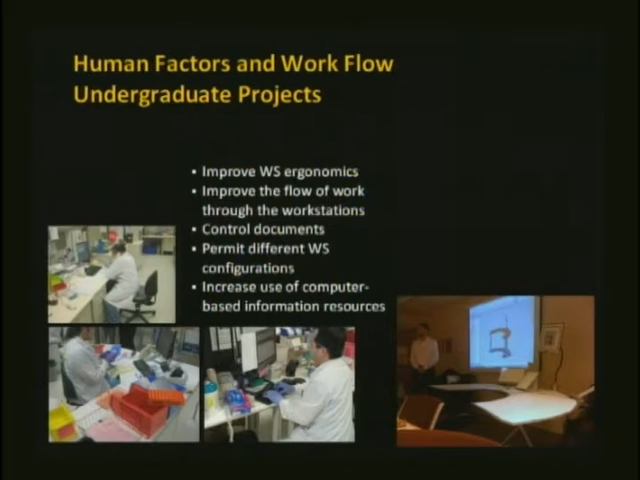 Human Factors and Work Flow
Undergraduate Projects
• Improve WS ergonomics
• Improve the flow of work
through the workstations
• Control documents
• Permit different WS
configurations
• Increase use of computer-
based information resources